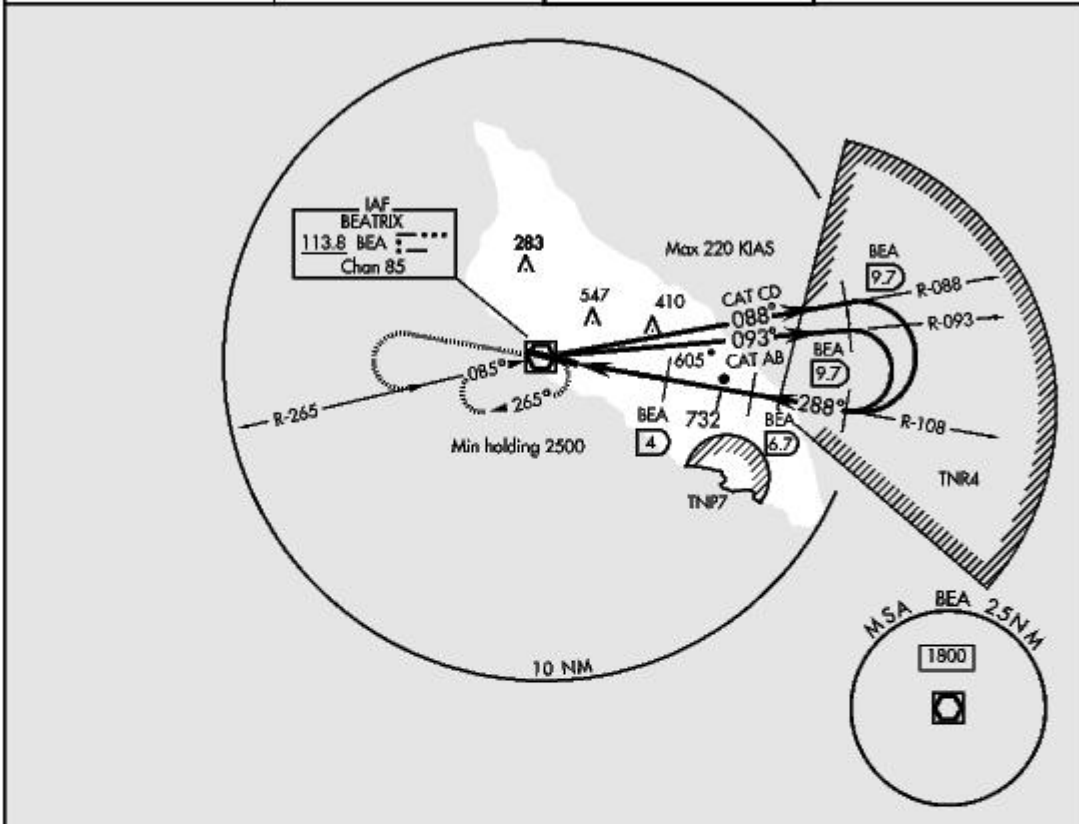 IAF
BEATRIX
113.8 BEA
Chan 85
283
547
410
Max 220 KIAS
CAT CD
088°
093°
605
CAT AB
BEA
9.7
R-088
R-093
BEA
9.7
085°
R-265
265°
288°
R-108
BEA
4
732
BEA
6.7
Min holding 2500
TNP7
TNR4
10 NM
MSA BEA 25NM
1800